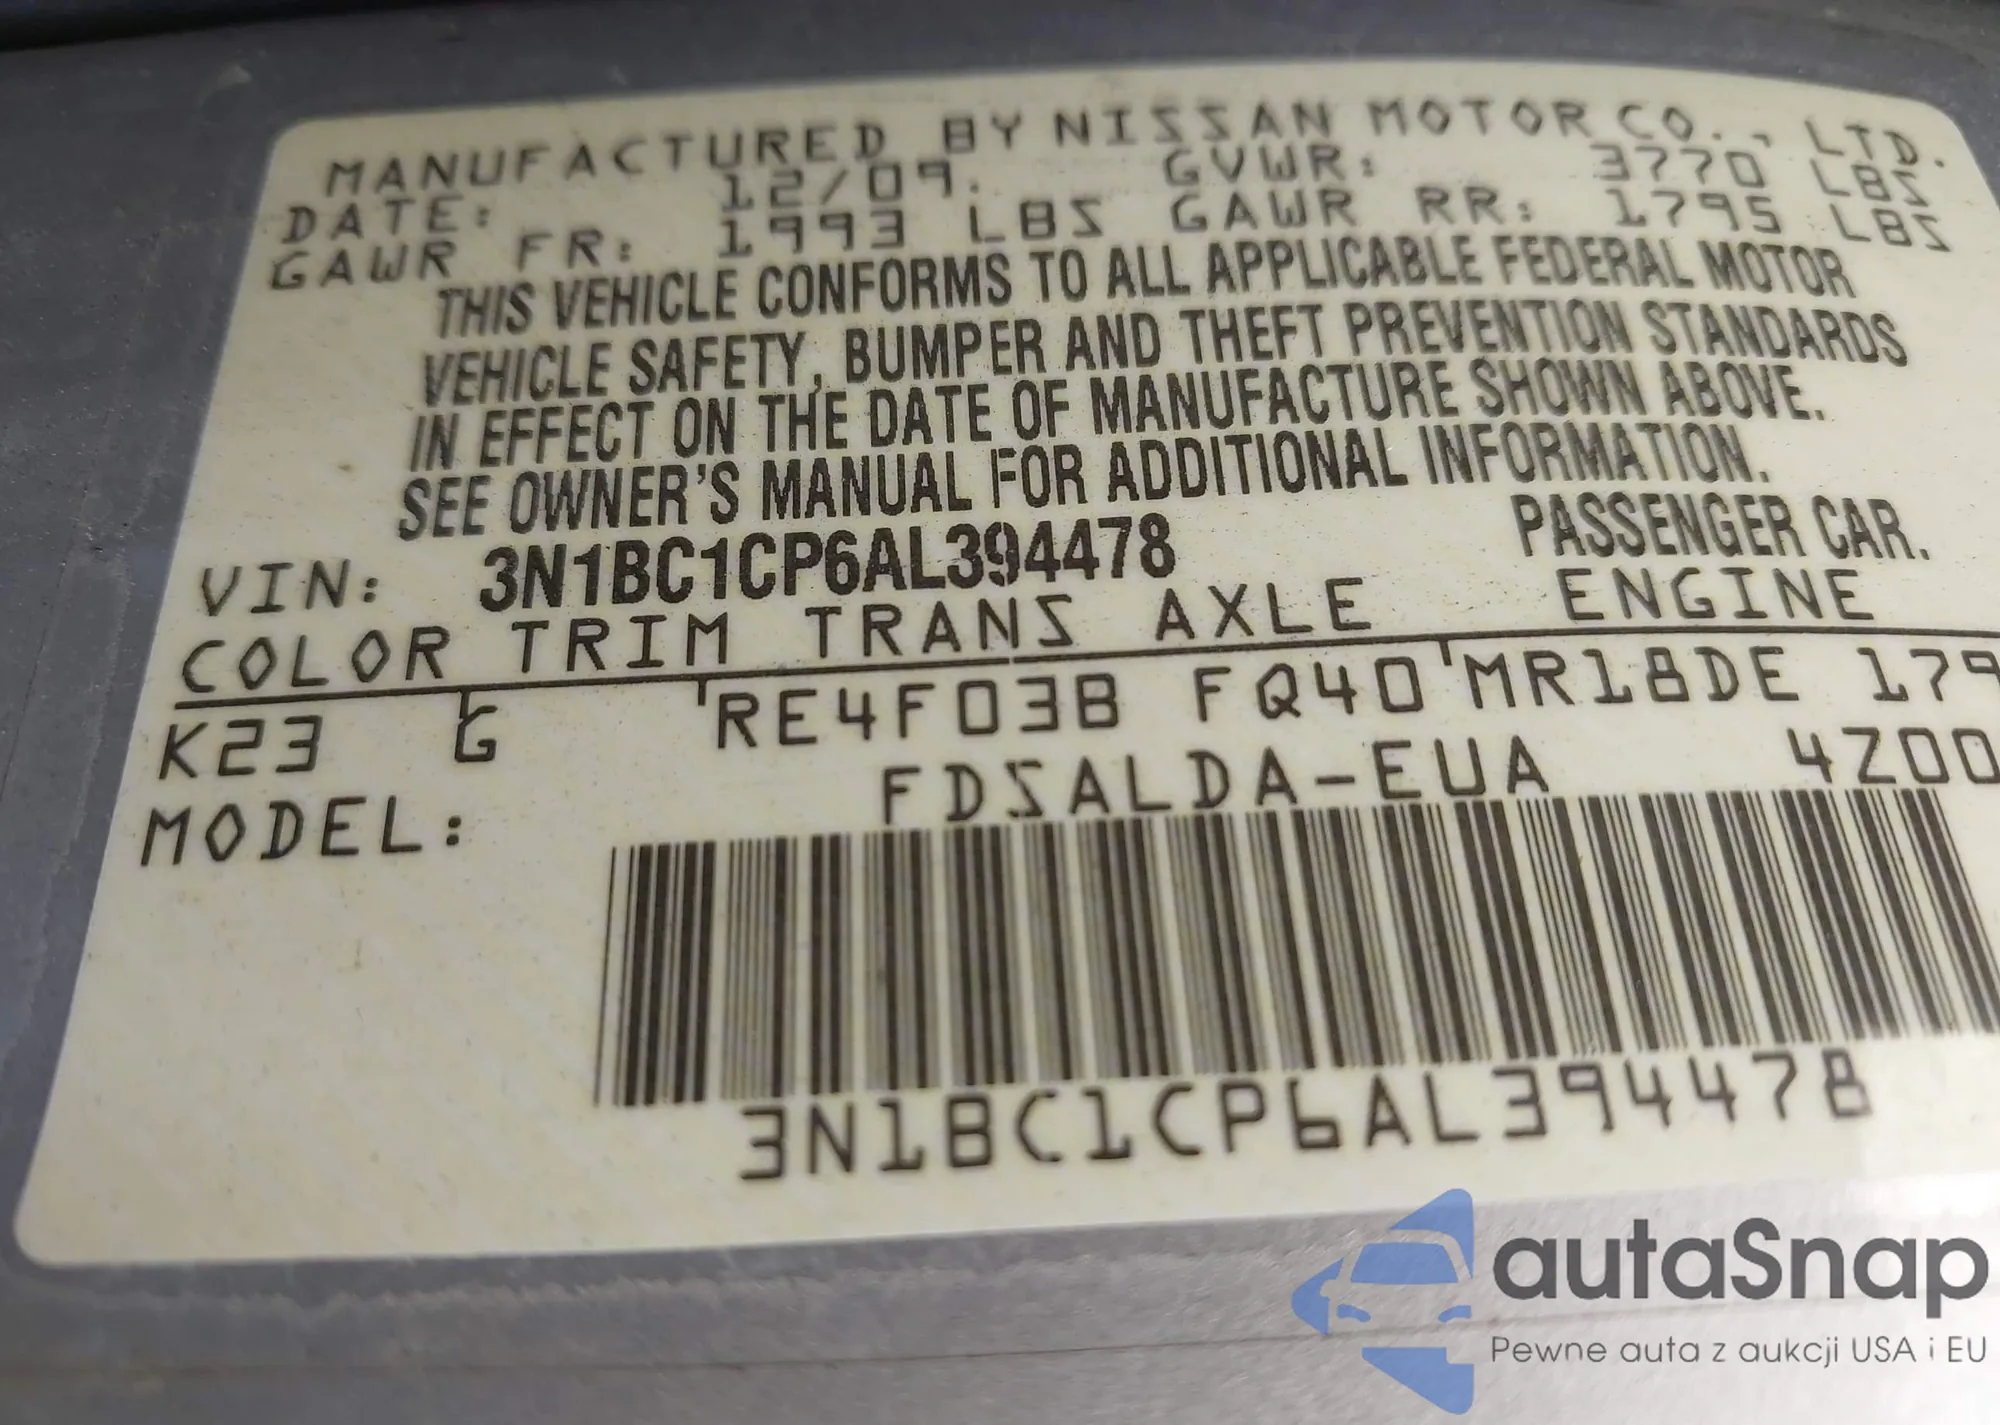 MANUFACTURED BY NISSAN MOTOR CO., LTD.
DATE: 12/09. GVWR: 3770 LBS
GAWR FR: 1993 LBS GAWR RR: 1795 LBS
THIS VEHICLE CONFORMS TO ALL APPLICABLE FEDERAL MOTOR
VEHICLE SAFETY, BUMPER AND THEFT PREVENTION STANDARDS
IN EFFECT ON THE DATE OF MANUFACTURE SHOWN ABOVE.
SEE OWNER'S MANUAL FOR ADDITIONAL INFORMATION.
VIN: 3N1BC1CP6AL394478 PASSENGER CAR.
COLOR TRIM TRANS AXLE ENGINE
K23 G RE4F03B FQ40 MR18DE 179
MODEL: FDSALDA-EUA 4Z00
3N1BC1CP6AL394478
autaSnap
Pewne auta z aukcji USA i EU